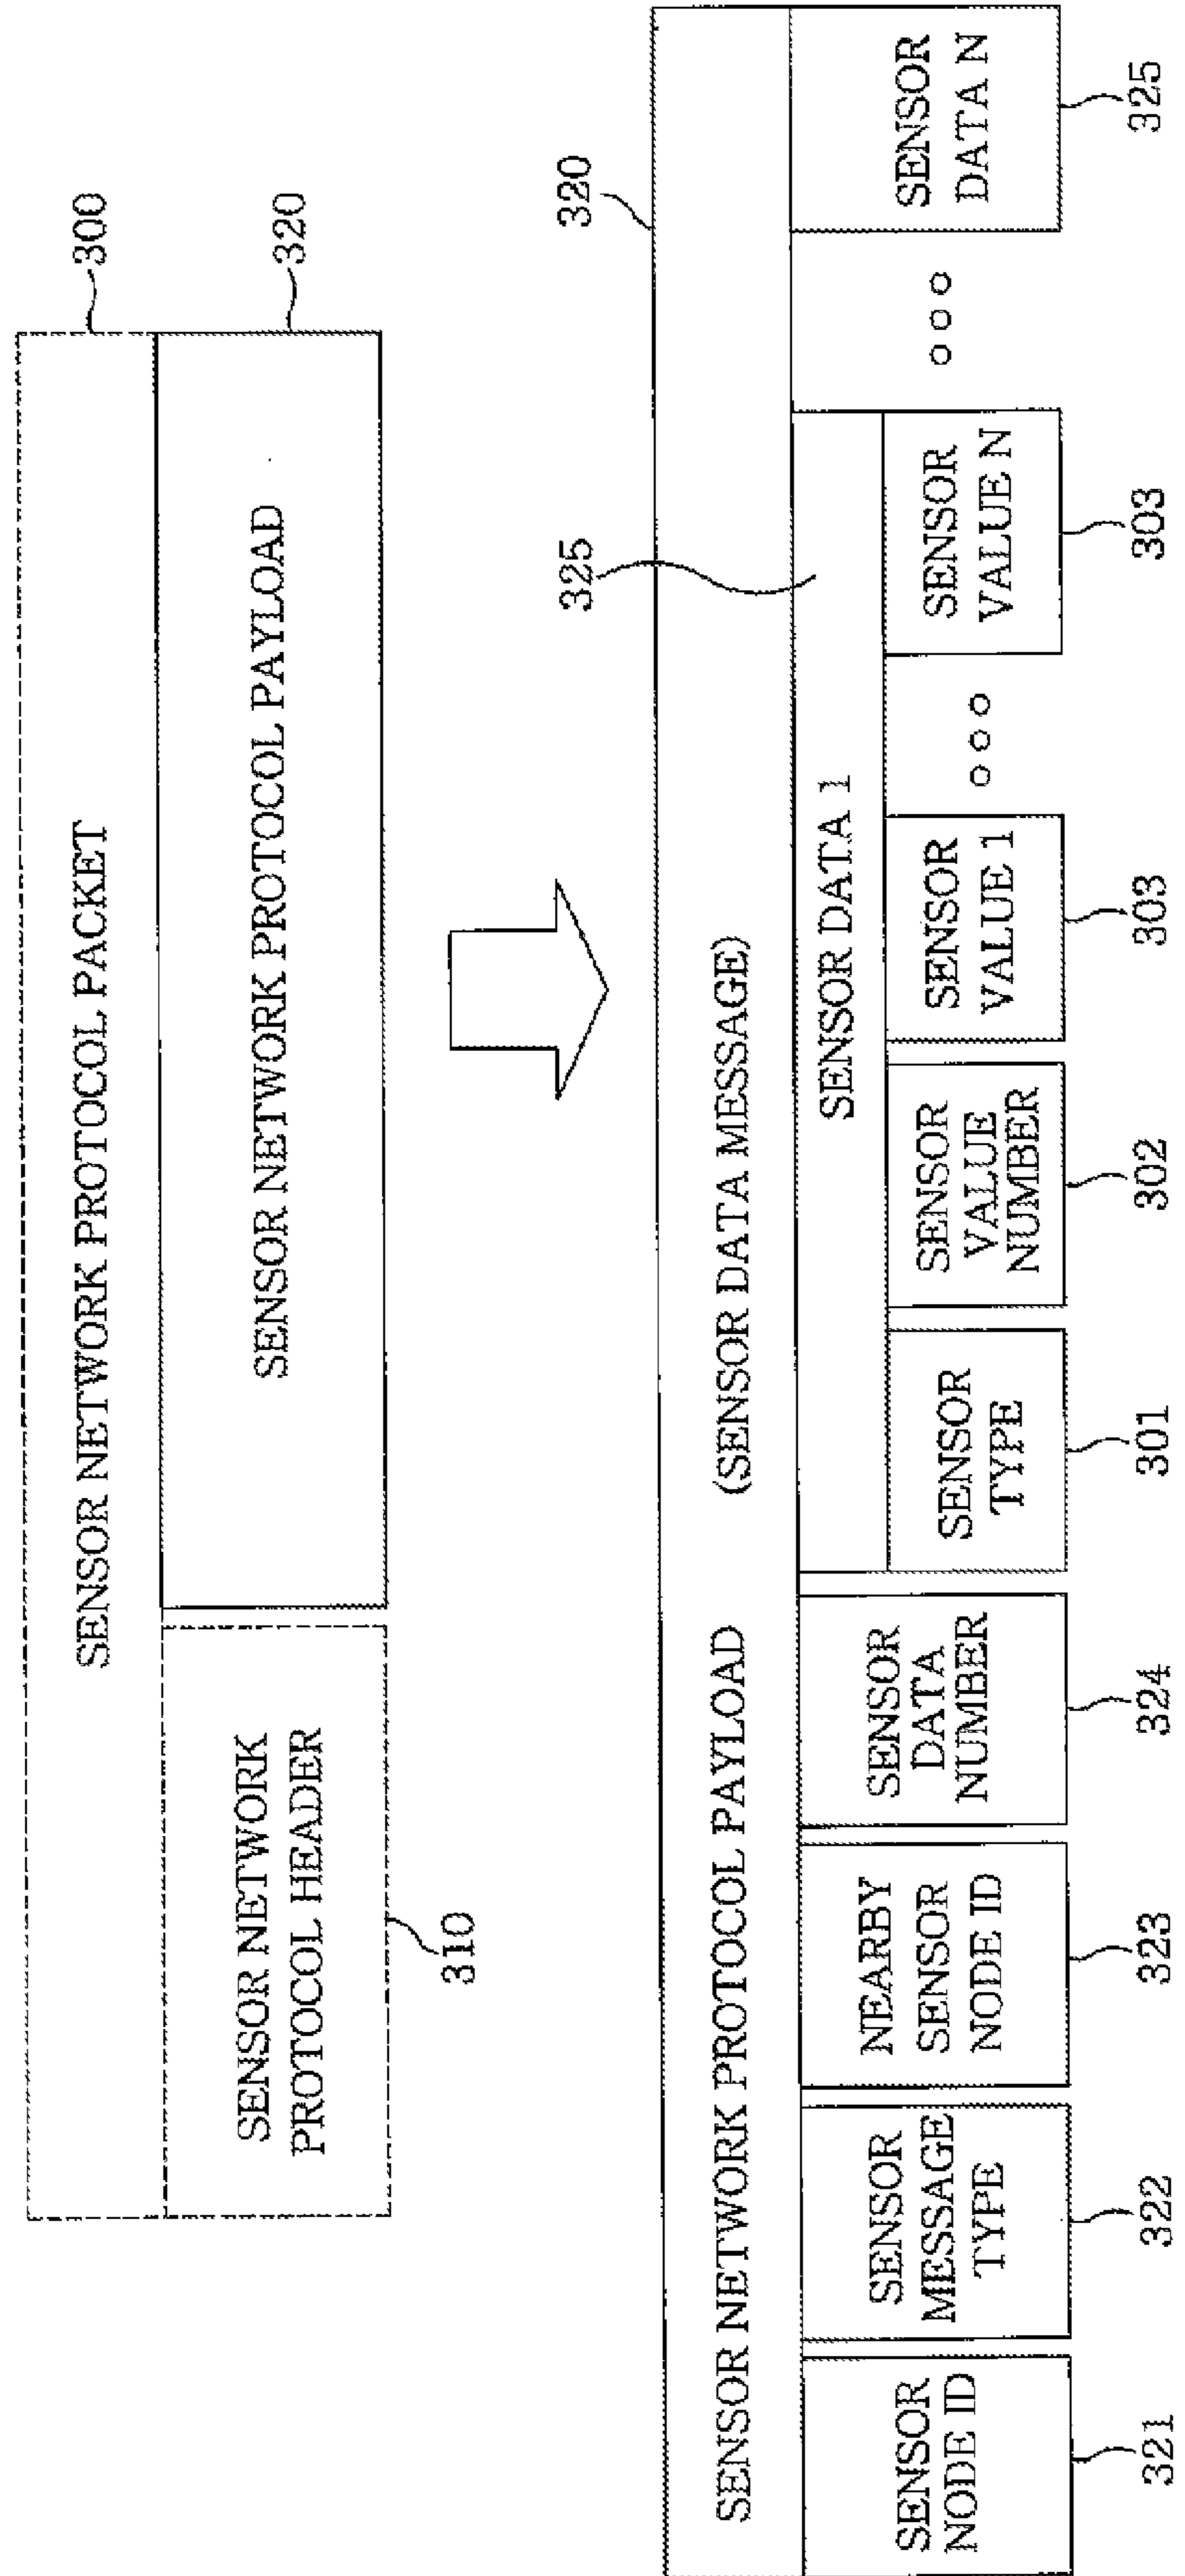 SENSOR NETWORK PROTOCOL PACKET
300
SENSOR NETWORK
PROTOCOL HEADER
SENSOR NETWORK PROTOCOL PAYLOAD
320
310
320
SENSOR NETWORK PROTOCOL PAYLOAD (SENSOR DATA MESSAGE)
325
SENSOR
NODE ID
SENSOR
MESSAGE
TYPE
NEARBY
SENSOR
NODE ID
SENSOR
DATA
NUMBER
SENSOR DATA 1
SENSOR
TYPE
SENSOR
VALUE
NUMBER
SENSOR
VALUE 1
SENSOR
VALUE N
SENSOR
DATA N
321
322
323
324
301
302
303
303
325